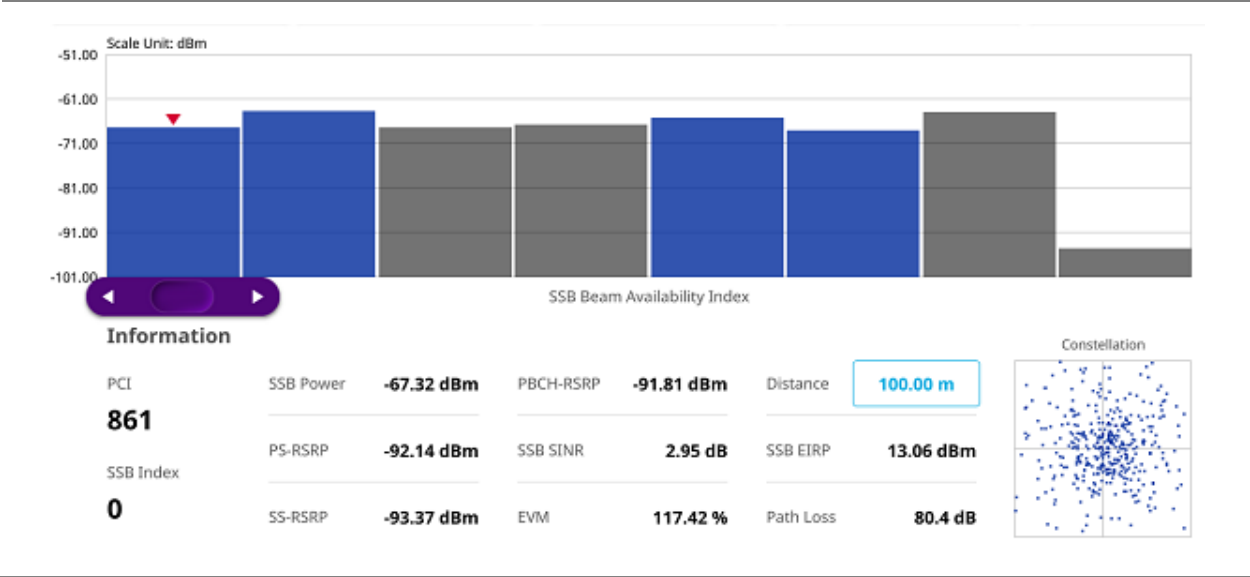 Scale Unit: dBm
-51.00
-61.00
-71.00
-81.00
-91.00
-101.00
SSB Beam Availability Index
Information
Constellation
PCI
861
SSB Index
0
SSB Power -67.32 dBm
PS-RSRP -92.14 dBm
SS-RSRP -93.37 dBm
PBCH-RSRP -91.81 dBm
SSB SINR 2.95 dB
EVM 117.42 %
Distance 100.00 m
SSB EIRP 13.06 dBm
Path Loss 80.4 dB